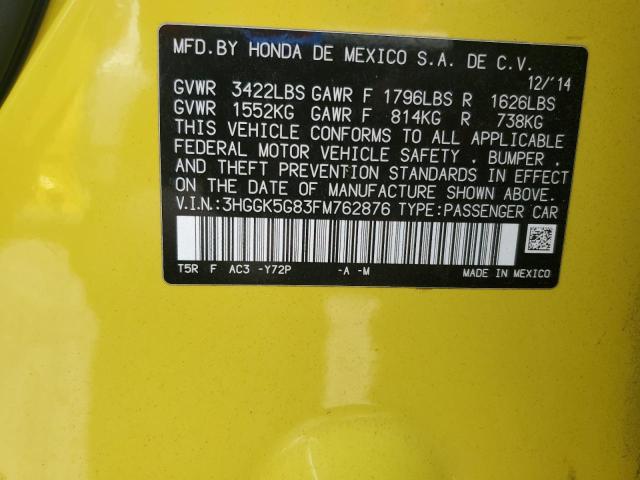 MFD.BY HONDA DE MEXICO S.A. DE C.V.
12/'14
GVWR 3422LBS GAWR F 1796LBS R 1626LBS
GVWR 1552KG GAWR F 814KG R 738KG
THIS VEHICLE CONFORMS TO ALL APPLICABLE
FEDERAL MOTOR VEHICLE SAFETY . BUMPER .
AND THEFT PREVENTION STANDARDS IN EFFECT
ON THE DATE OF MANUFACTURE SHOWN ABOVE.
V.I.N.:3HGGK5G83FM762876 TYPE:PASSENGER CAR
T5R F AC3 -Y72P -A -M MADE IN MEXICO